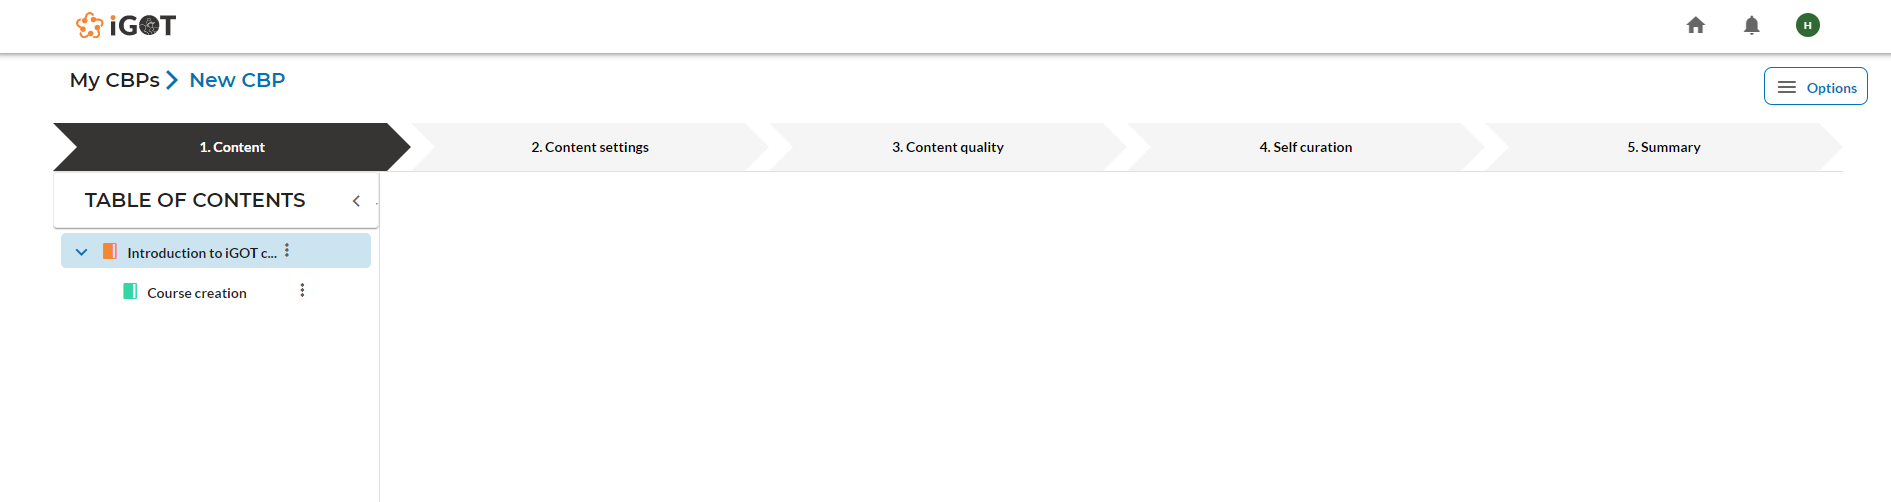 iGOT
H
My CBPs > New CBP
Options
1. Content
2. Content settings
3. Content quality
4. Self curation
5. Summary
TABLE OF CONTENTS
Introduction to iGOT c...
Course creation